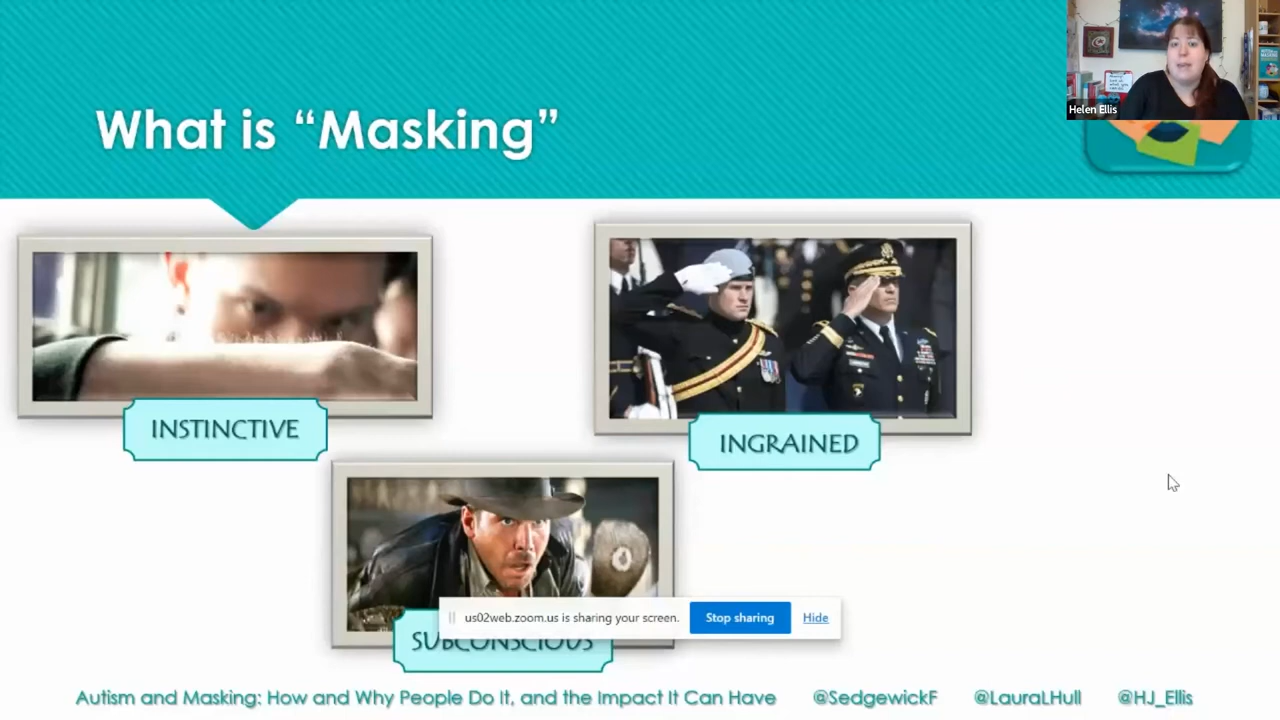 Helen Ellis
What is “Masking”
INSTINCTIVE
INGRAINED
us02web.zoom.us is sharing your screen. Stop sharing Hide
SUBCONSCIOUS
Autism and Masking: How and Why People Do It, and the Impact It Can Have @SedgewickF @LauraLHull @HJ_Ellis